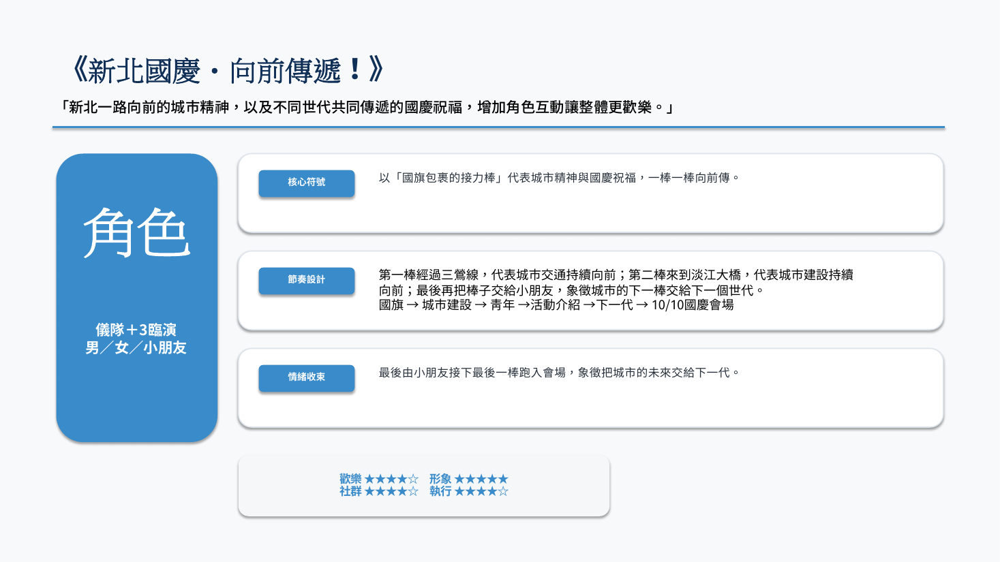 《新北國慶・向前傳遞！》
「新北一路向前的城市精神，以及不同世代共同傳遞的國慶祝福，增加角色互動讓整體更歡樂。」
角色
儀隊＋3臨演
男／女／小朋友
核心符號
以「國旗包裹的接力棒」代表城市精神與國慶祝福，一棒一棒向前傳。
節奏設計
第一棒經過三鶯線，代表城市交通持續向前；第二棒來到淡江大橋，代表城市建設持續
向前；最後再把棒子交給小朋友，象徵城市的下一棒交給下一個世代。
國旗 → 城市建設 → 青年 →活動介紹 →下一代 → 10/10國慶會場
情緒收束
最後由小朋友接下最後一棒跑入會場，象徵把城市的未來交給下一代。
歡樂 ★★★★☆ 形象 ★★★★★
社群 ★★★★☆ 執行 ★★★★☆